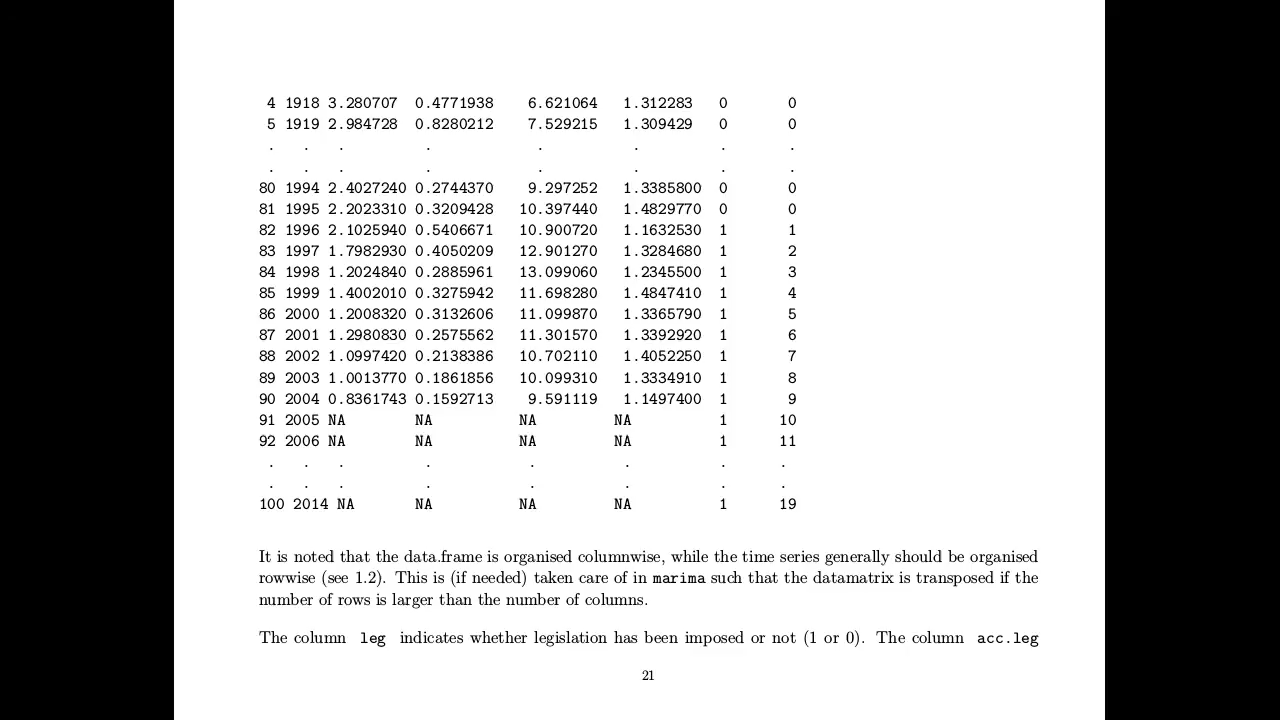 4 1918 3.280707 0.4771938 6.621064 1.312283 0 0
5 1919 2.984728 0.8280212 7.529215 1.309429 0 0
. . . . . . . .
. . . . . . . .
80 1994 2.4027240 0.2744370 9.297252 1.3385800 0 0
81 1995 2.2023310 0.3209428 10.397440 1.4829770 0 0
82 1996 2.1025940 0.5406671 10.900720 1.1632530 1 1
83 1997 1.7982930 0.4050209 12.901270 1.3284680 1 2
84 1998 1.2024840 0.2885961 13.099060 1.2345500 1 3
85 1999 1.4002010 0.3275942 11.698280 1.4847410 1 4
86 2000 1.2008320 0.3132606 11.099870 1.3365790 1 5
87 2001 1.2980830 0.2575562 11.301570 1.3392920 1 6
88 2002 1.0997420 0.2138386 10.702110 1.4052250 1 7
89 2003 1.0013770 0.1861856 10.099310 1.3334910 1 8
90 2004 0.8361743 0.1592713 9.591119 1.1497400 1 9
91 2005 NA NA NA NA 1 10
92 2006 NA NA NA NA 1 11
. . . . . . . .
. . . . . . . .
100 2014 NA NA NA NA 1 19
It is noted that the data.frame is organised columnwise, while the time series generally should be organised
rowwise (see 1.2). This is (if needed) taken care of in marima such that the datamatrix is transposed if the
number of rows is larger than the number of columns.
The column leg indicates whether legislation has been imposed or not (1 or 0). The column acc.leg
21